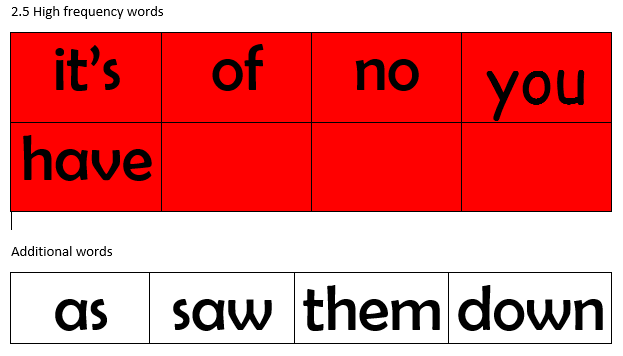 2.5 High frequency words
it’s of no you
have
Additional words
as saw them down